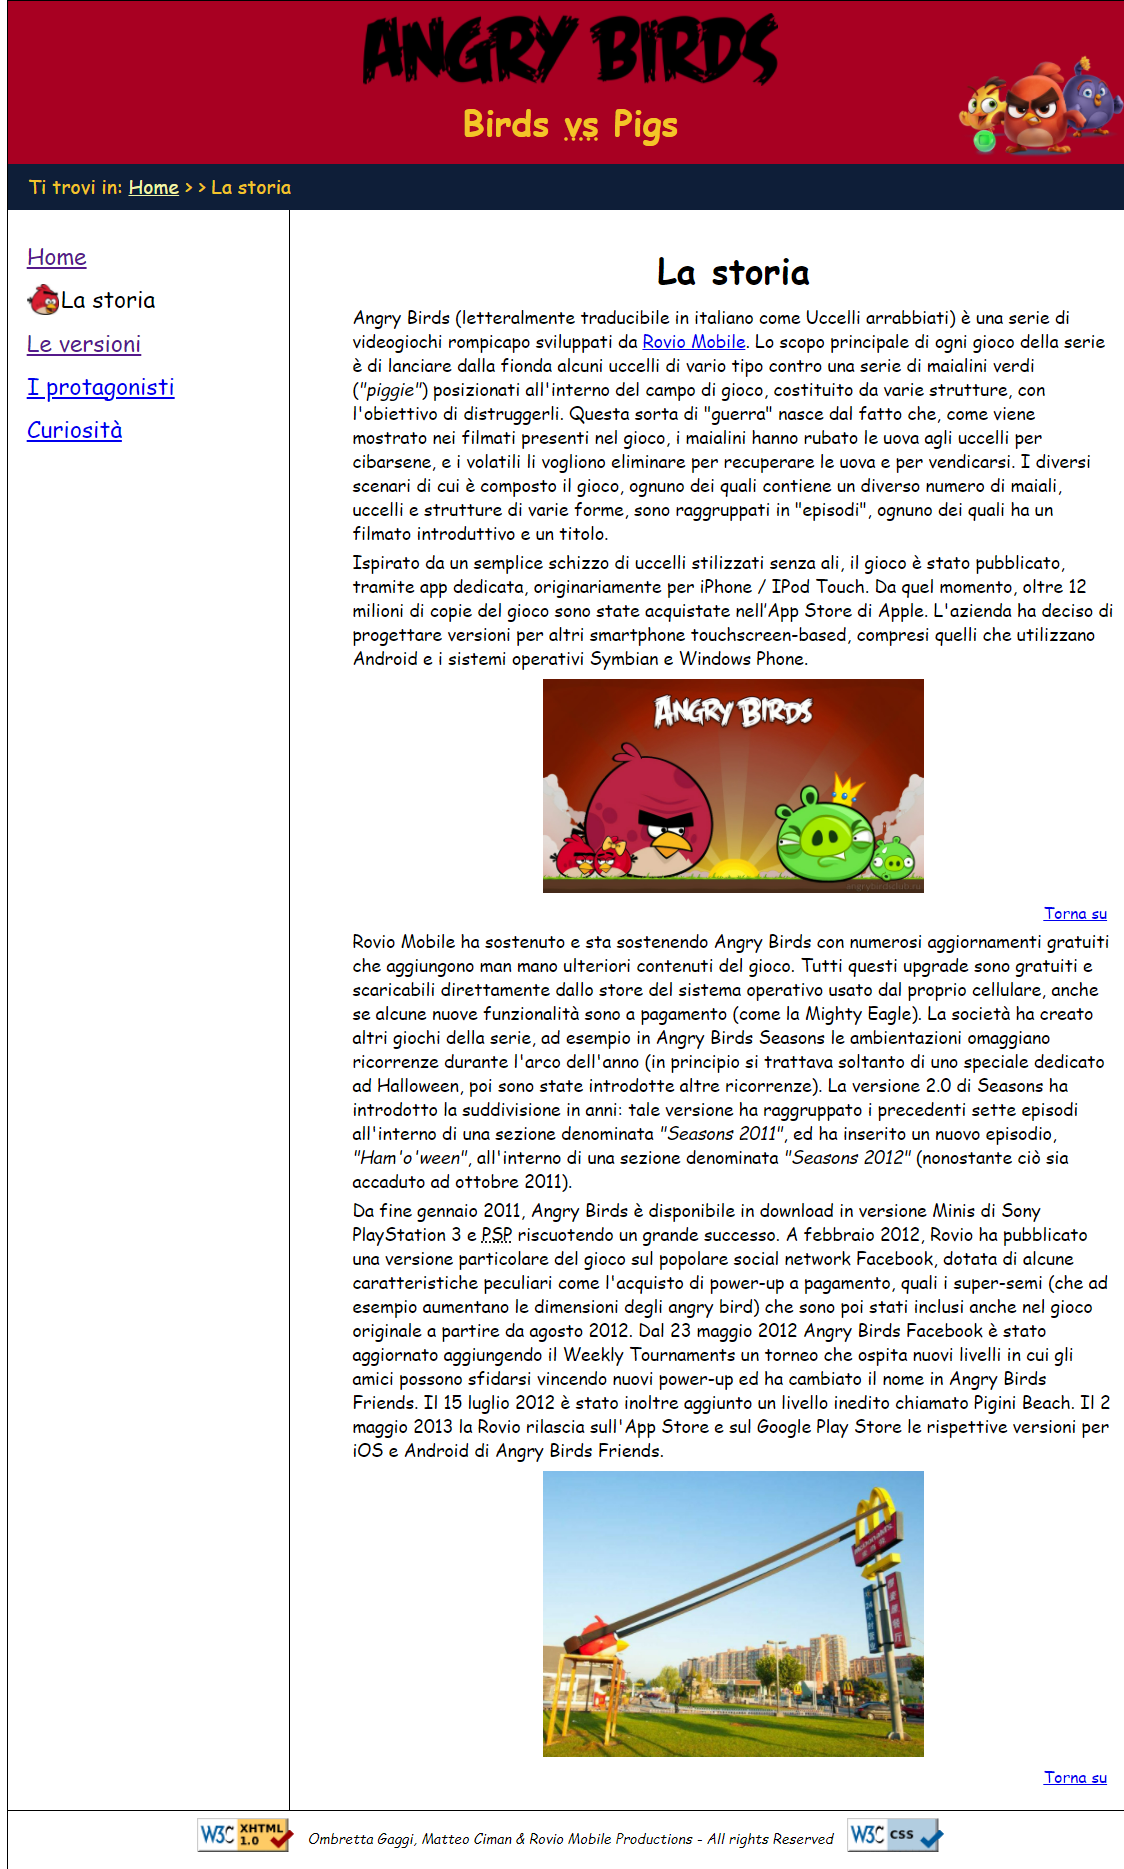 ANGRY BIRDS
Birds vs Pigs
Ti trovi in: Home > > La storia
Home
La storia
Le versioni
I protagonisti
Curiosità
La storia
Angry Birds (letteralmente traducibile in italiano come Uccelli arrabbiati) è una serie di
videogiochi rompicapo sviluppati da Rovio Mobile. Lo scopo principale di ogni gioco della serie
è di lanciare dalla fionda alcuni uccelli di vario tipo contro una serie di maialini verdi
("piggie") posizionati all'interno del campo di gioco, costituito da varie strutture, con
l'obiettivo di distruggerli. Questa sorta di "guerra" nasce dal fatto che, come viene
mostrato nei filmati presenti nel gioco, i maialini hanno rubato le uova agli uccelli per
cibarsene, e i volatili li vogliono eliminare per recuperare le uova e per vendicarsi. I diversi
scenari di cui è composto il gioco, ognuno dei quali contiene un diverso numero di maiali,
uccelli e strutture di varie forme, sono raggruppati in "episodi", ognuno dei quali ha un
filmato introduttivo e un titolo.
Ispirato da un semplice schizzo di uccelli stilizzati senza ali, il gioco è stato pubblicato,
tramite app dedicata, originariamente per iPhone / IPod Touch. Da quel momento, oltre 12
milioni di copie del gioco sono state acquistate nell’App Store di Apple. L'azienda ha deciso di
progettare versioni per altri smartphone touchscreen-based, compresi quelli che utilizzano
Android e i sistemi operativi Symbian e Windows Phone.
ANGRY BIRDS
angrybirdsclub.ru
Torna su
Rovio Mobile ha sostenuto e sta sostenendo Angry Birds con numerosi aggiornamenti gratuiti
che aggiungono man mano ulteriori contenuti del gioco. Tutti questi upgrade sono gratuiti e
scaricabili direttamente dallo store del sistema operativo usato dal proprio cellulare, anche
se alcune nuove funzionalità sono a pagamento (come la Mighty Eagle). La società ha creato
altri giochi della serie, ad esempio in Angry Birds Seasons le ambientazioni omaggiano
ricorrenze durante l'arco dell'anno (in principio si trattava soltanto di uno speciale dedicato
ad Halloween, poi sono state introdotte altre ricorrenze). La versione 2.0 di Seasons ha
introdotto la suddivisione in anni: tale versione ha raggruppato i precedenti sette episodi
all'interno di una sezione denominata "Seasons 2011", ed ha inserito un nuovo episodio,
"Ham'o'ween", all'interno di una sezione denominata "Seasons 2012" (nonostante ciò sia
accaduto ad ottobre 2011).
Da fine gennaio 2011, Angry Birds è disponibile in download in versione Minis di Sony
PlayStation 3 e PSP riscuotendo un grande successo. A febbraio 2012, Rovio ha pubblicato
una versione particolare del gioco sul popolare social network Facebook, dotata di alcune
caratteristiche peculiari come l'acquisto di power-up a pagamento, quali i super-semi (che ad
esempio aumentano le dimensioni degli angry bird) che sono poi stati inclusi anche nel gioco
originale a partire da agosto 2012. Dal 23 maggio 2012 Angry Birds Facebook è stato
aggiornato aggiungendo il Weekly Tournaments un torneo che ospita nuovi livelli in cui gli
amici possono sfidarsi vincendo nuovi power-up ed ha cambiato il nome in Angry Birds
Friends. Il 15 luglio 2012 è stato inoltre aggiunto un livello inedito chiamato Pigini Beach. Il 2
maggio 2013 la Rovio rilascia sull'App Store e sul Google Play Store le rispettive versioni per
iOS e Android di Angry Birds Friends.
McDonald's
Torna su
W3C XHTML 1.0
Ombretta Gaggi, Matteo Ciman & Rovio Mobile Productions - All rights Reserved
W3C css